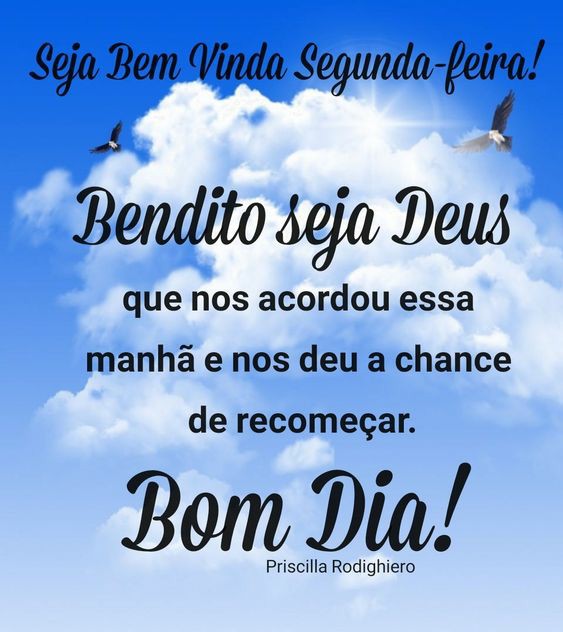 Seja Bem Vinda Segunda-feira!
Bendito seja Deus
que nos acordou essa
manhã e nos deu a chance
de recomeçar.
Bom Dia!
Priscilla Rodighiero